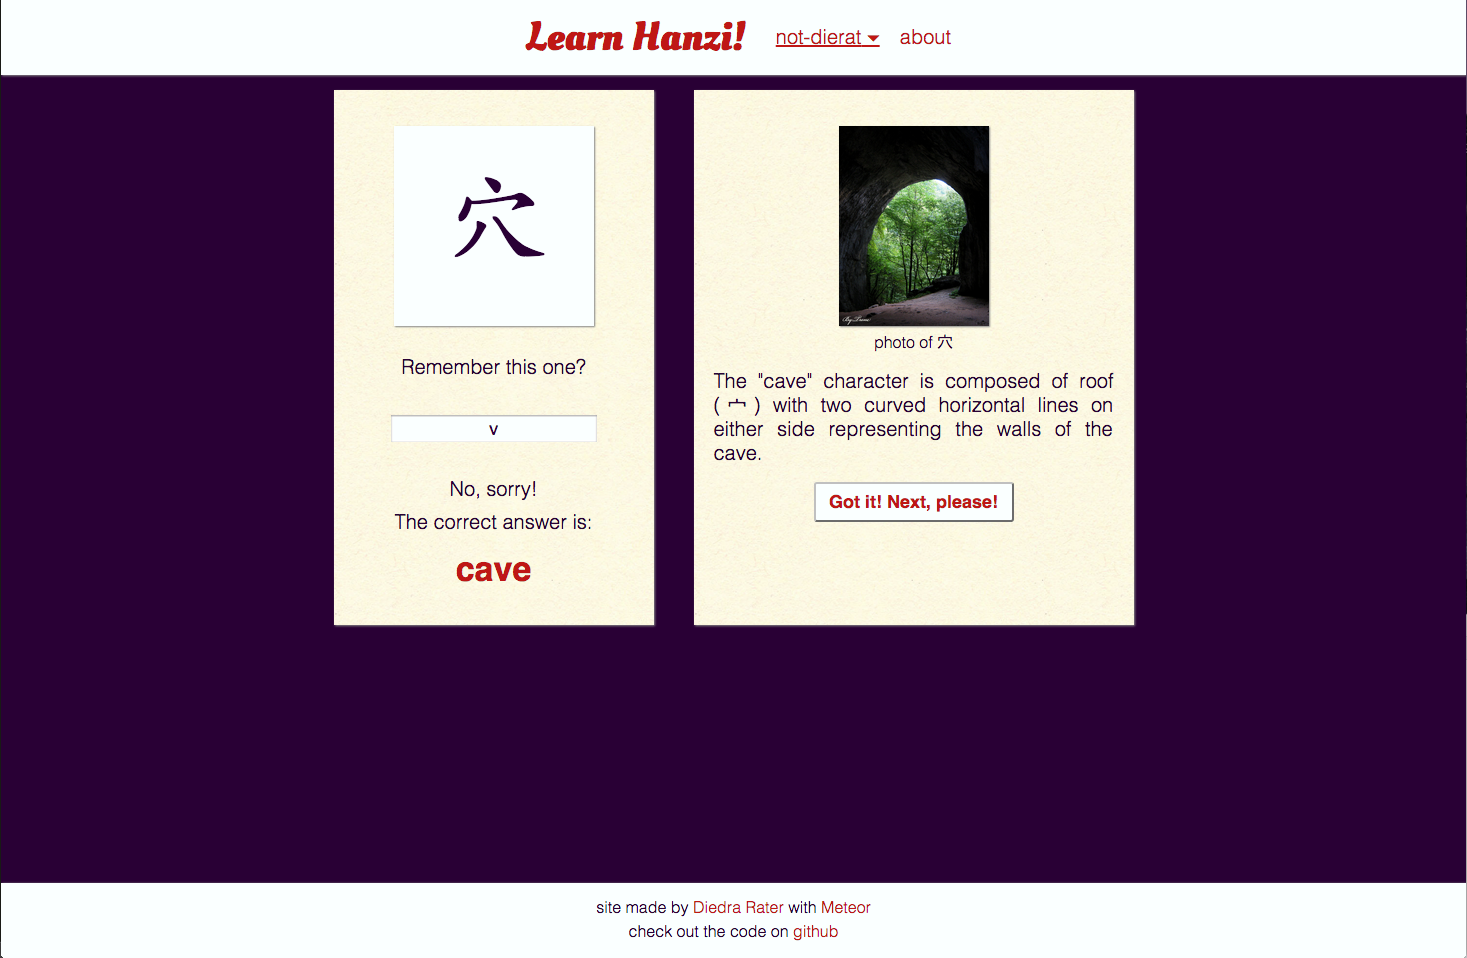 Learn Hanzi!
not-dierat
about
穴
Remember this one?
v
No, sorry!
The correct answer is:
cave
By Trane
photo of 穴
The "cave" character is composed of roof
( 宀 ) with two curved horizontal lines on
either side representing the walls of the
cave.
Got it! Next, please!
site made by Diedra Rater with Meteor
check out the code on github